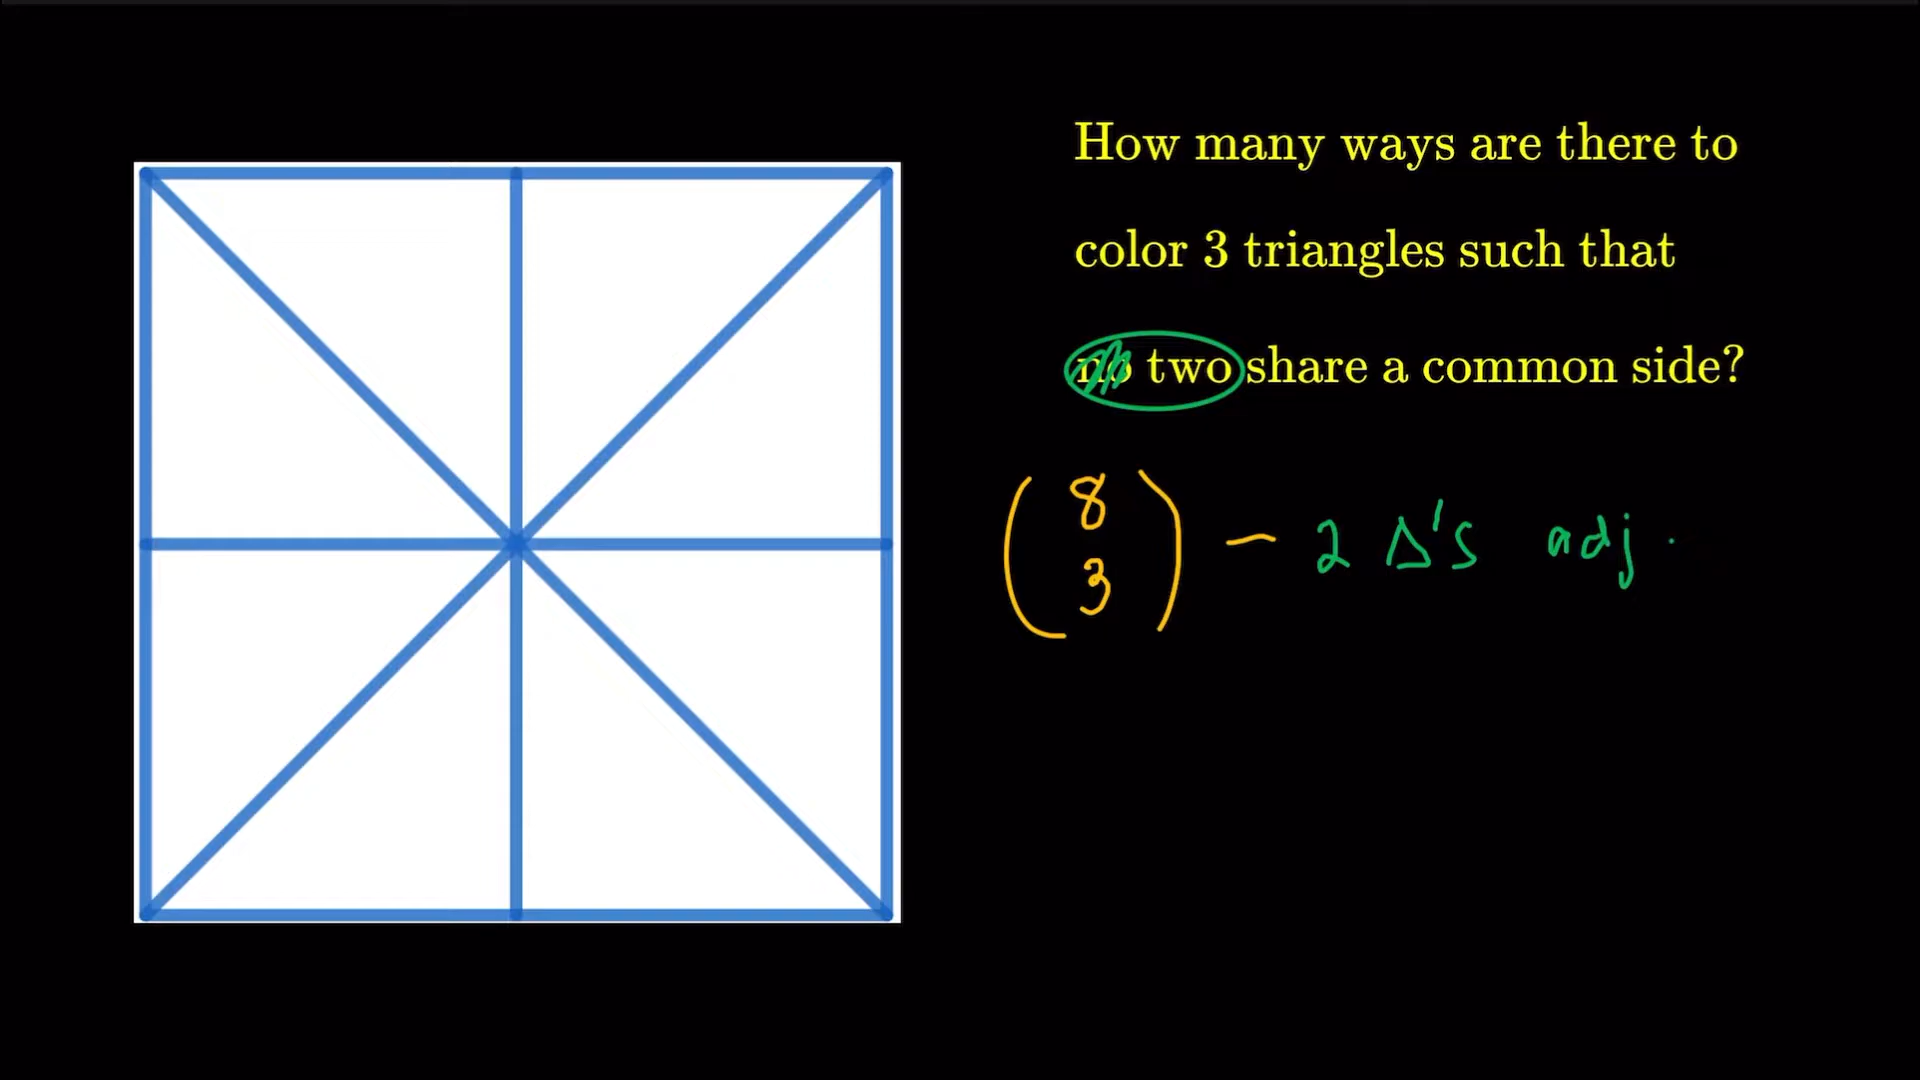 How many ways are there to
color 3 triangles such that
no two share a common side?
(8 3) - 2 Δ's adj.